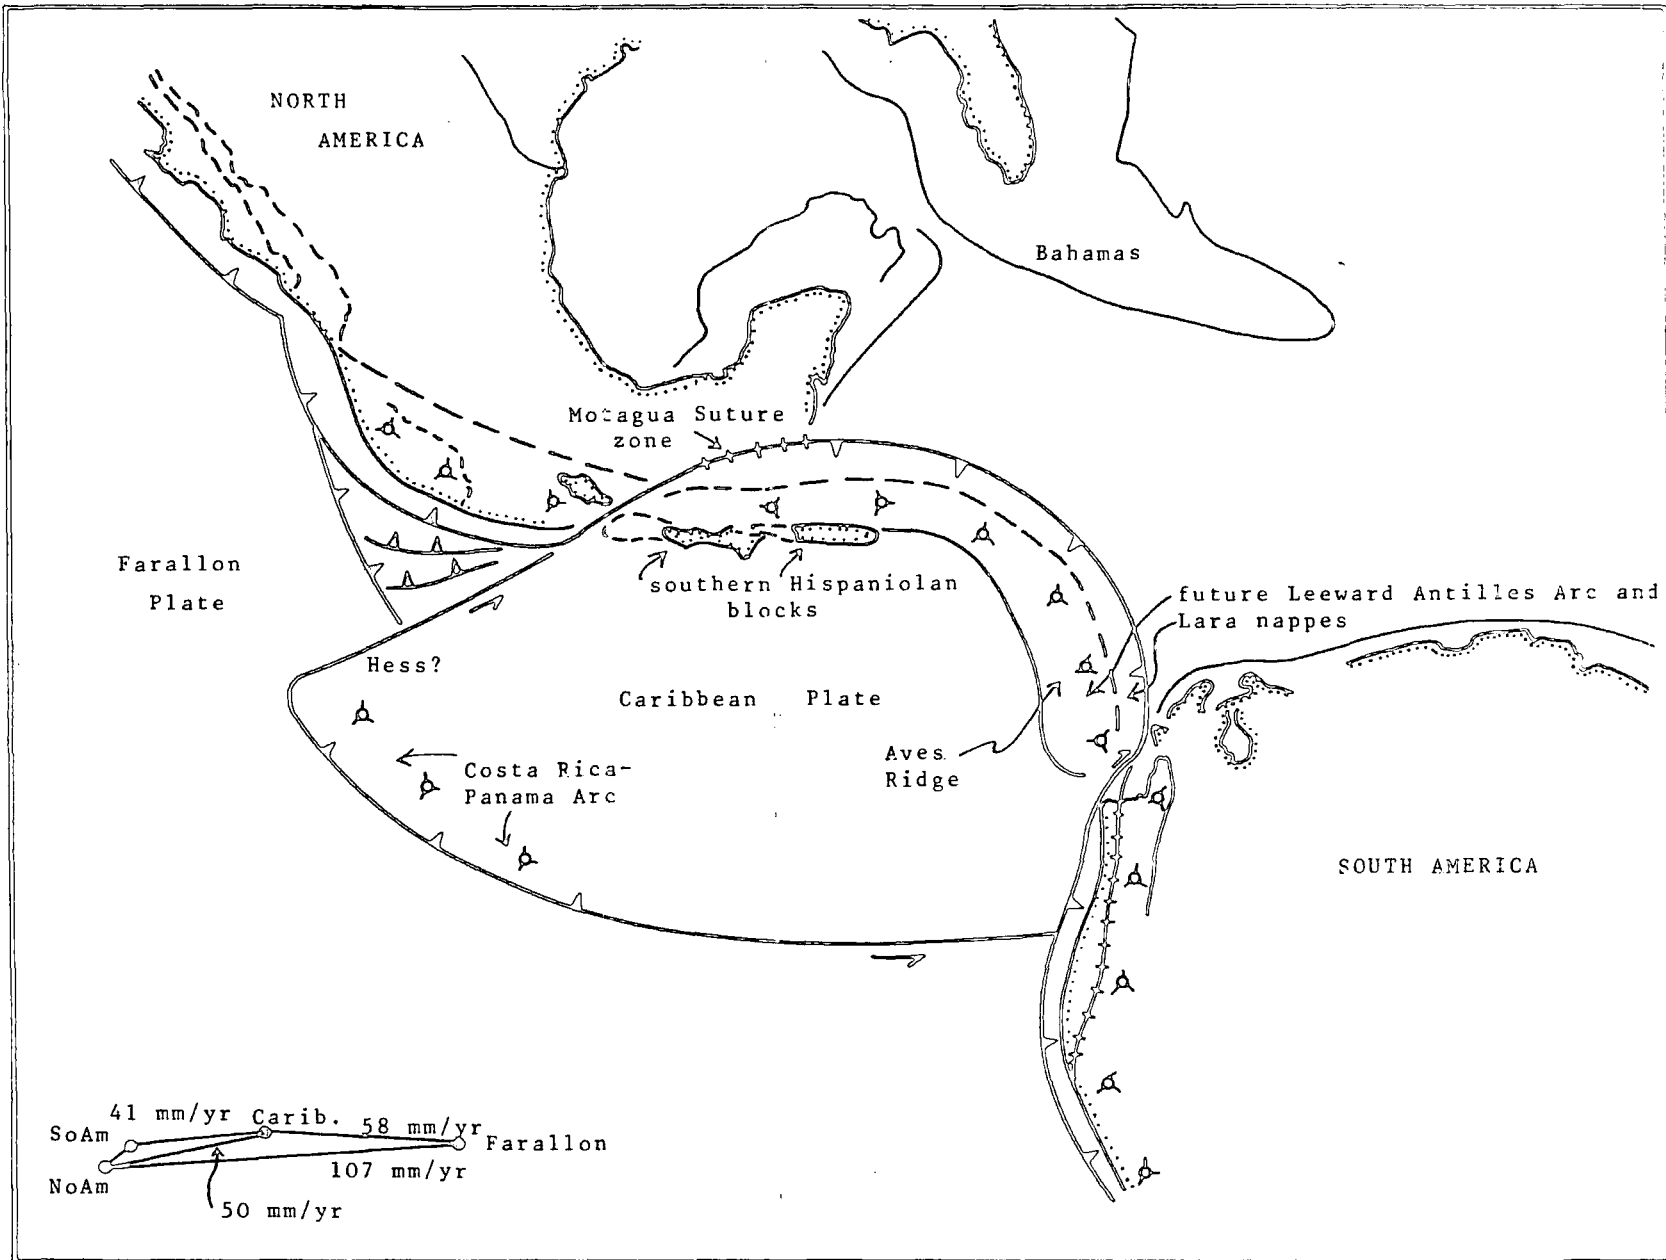 NORTH
AMERICA
Bahamas
Motagua Suture
zone
Farallon
Plate
southern Hispaniolan
blocks
future Leeward Antilles Arc and
Lara nappes
Hess?
Caribbean Plate
Aves
Ridge
Costa Rica-
Panama Arc
SOUTH AMERICA
41 mm/yr Carib. 58 mm/yr
SoAm
Farallon
107 mm/yr
NoAm
50 mm/yr